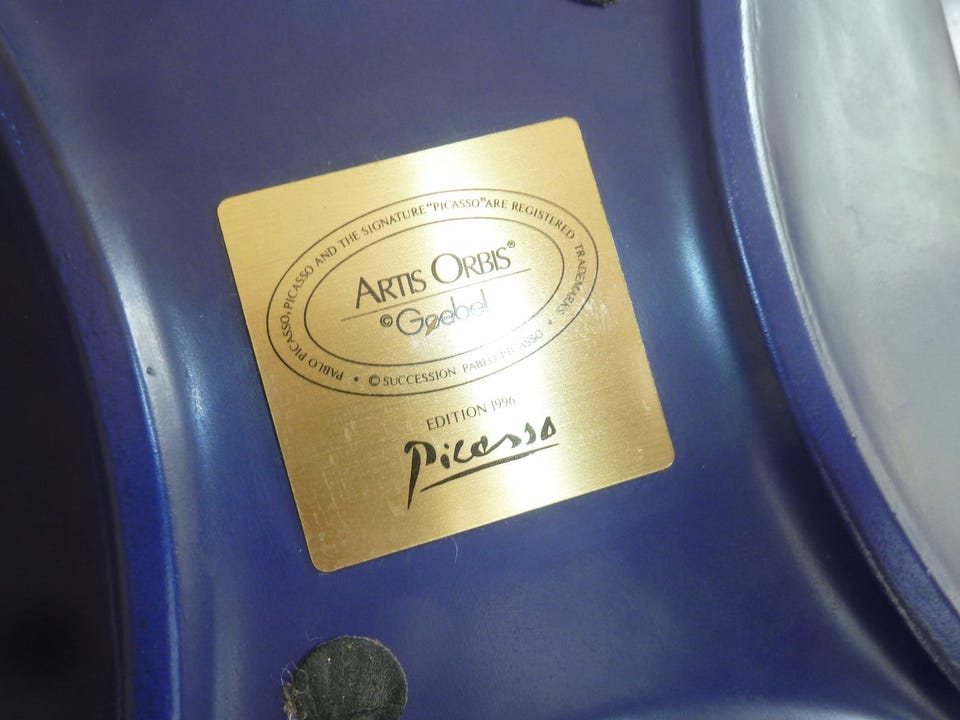 PABLO PICASSO, PICASSO AND THE SIGNATURE "PICASSO" ARE REGISTERED TRADEMARKS •
ARTIS ORBIS®
© Goebel
© SUCCESSION PABLO PICASSO •
EDITION 1996
Picasso